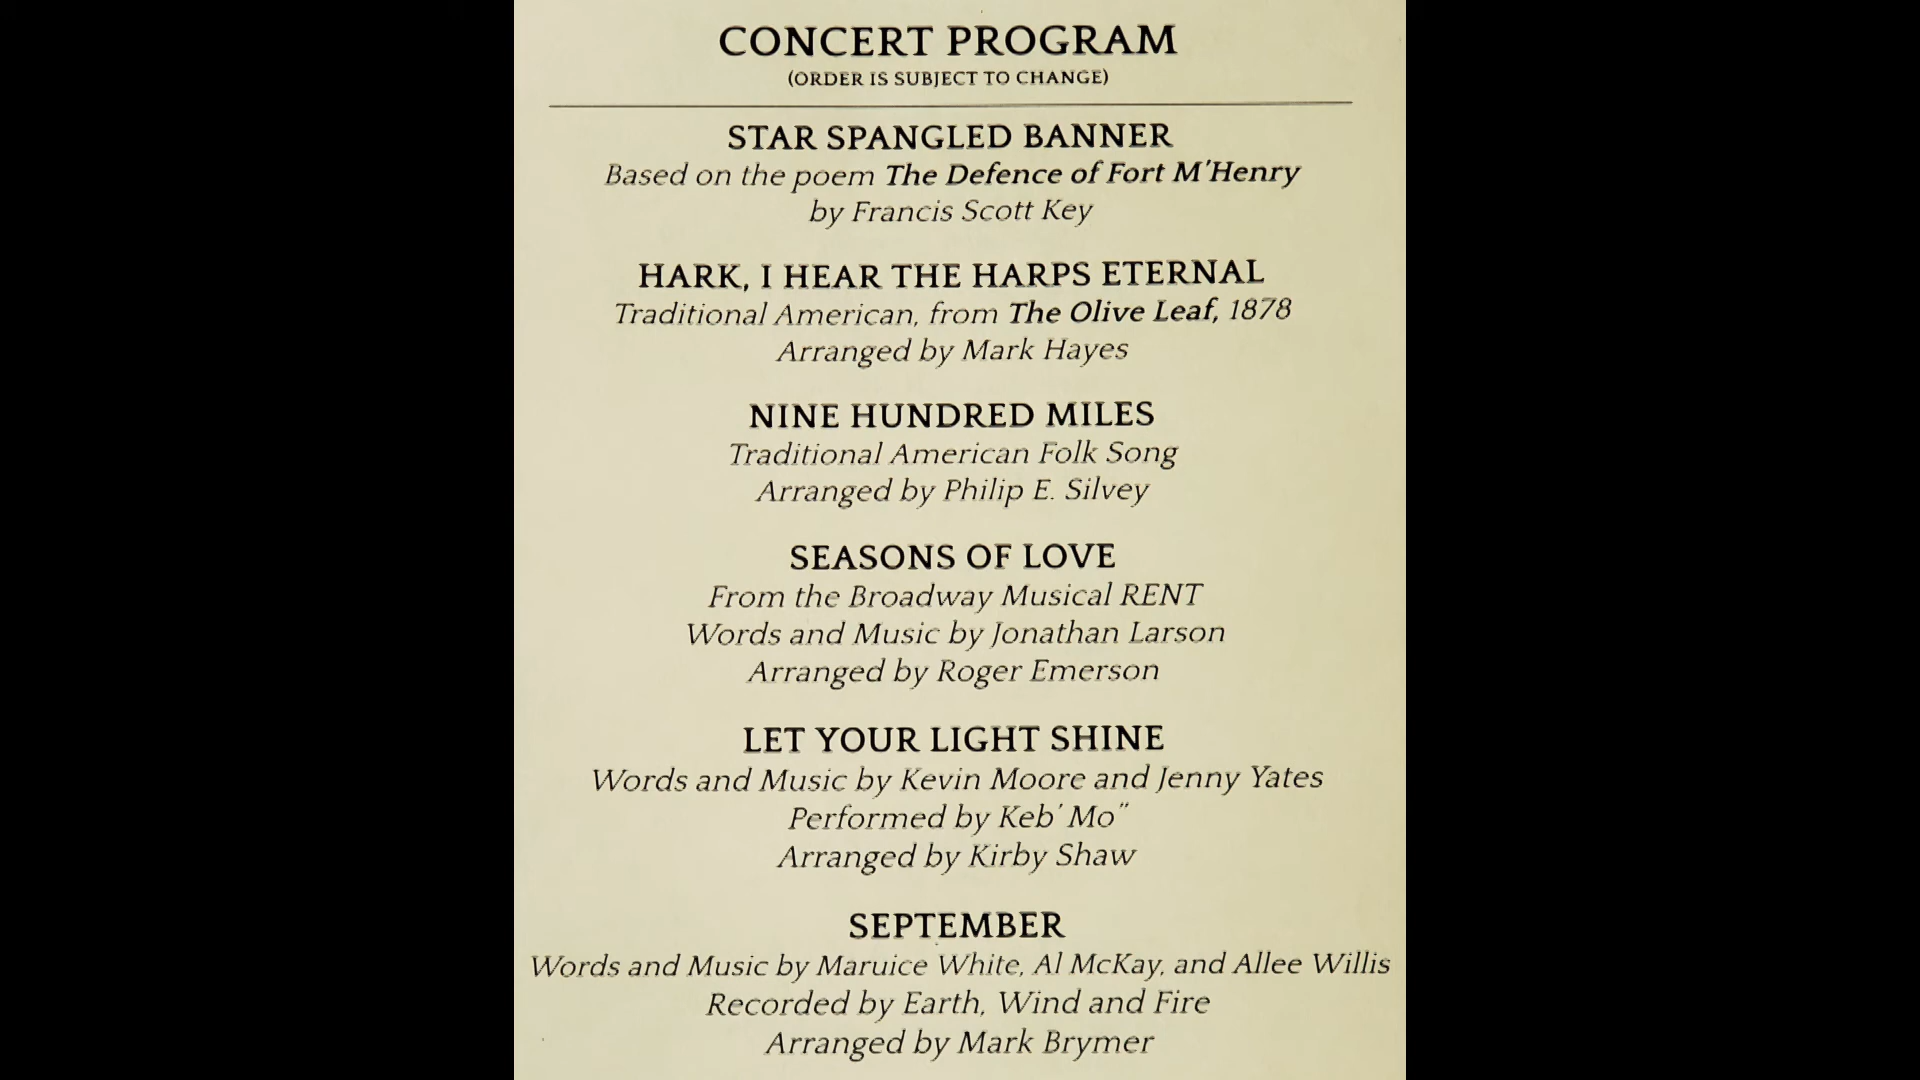 CONCERT PROGRAM
(ORDER IS SUBJECT TO CHANGE)
STAR SPANGLED BANNER
Based on the poem The Defence of Fort M'Henry
by Francis Scott Key
HARK, I HEAR THE HARPS ETERNAL
Traditional American, from The Olive Leaf, 1878
Arranged by Mark Hayes
NINE HUNDRED MILES
Traditional American Folk Song
Arranged by Philip E. Silvey
SEASONS OF LOVE
From the Broadway Musical RENT
Words and Music by Jonathan Larson
Arranged by Roger Emerson
LET YOUR LIGHT SHINE
Words and Music by Kevin Moore and Jenny Yates
Performed by Keb' Mo"
Arranged by Kirby Shaw
SEPTEMBER
Words and Music by Maruice White, Al McKay, and Allee Willis
Recorded by Earth, Wind and Fire
Arranged by Mark Brymer